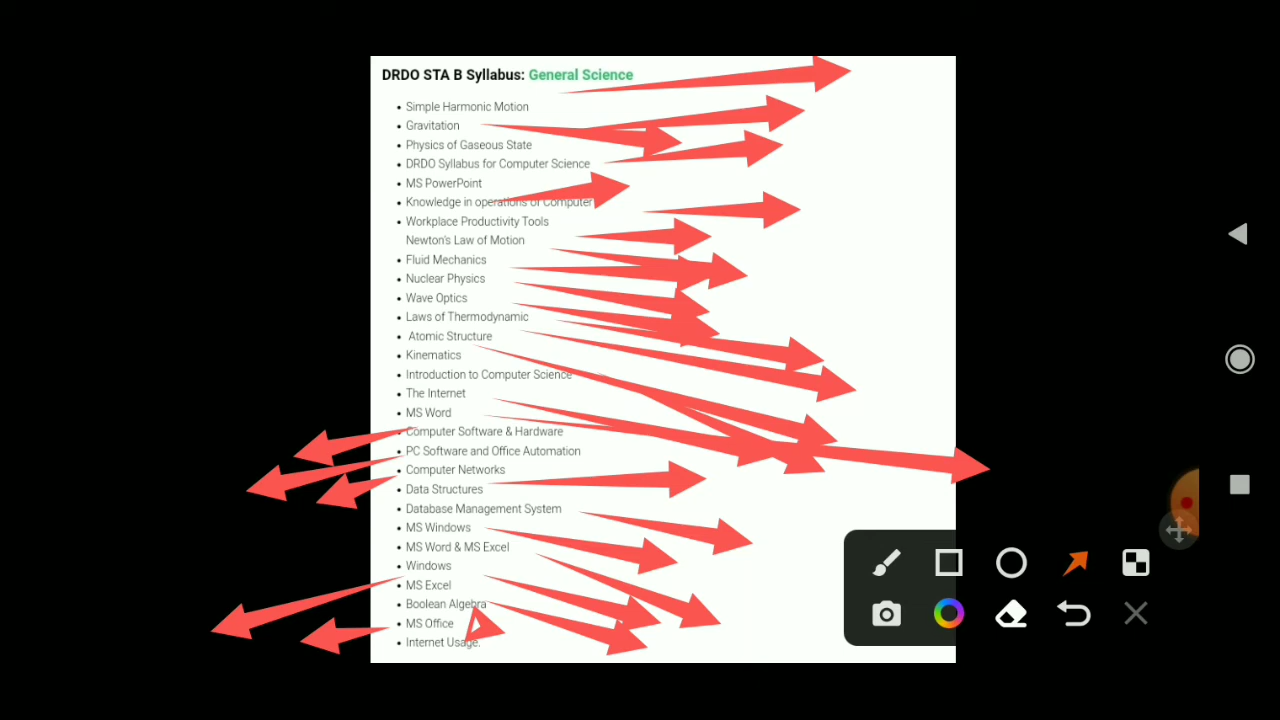 DRDO STA B Syllabus: General Science
Simple Harmonic Motion
Gravitation
Physics of Gaseous State
DRDO Syllabus for Computer Science
MS PowerPoint
Knowledge in operations of Computer
Workplace Productivity Tools
Newton's Law of Motion
Fluid Mechanics
Nuclear Physics
Wave Optics
Laws of Thermodynamic
Atomic Structure
Kinematics
Introduction to Computer Science
The Internet
MS Word
Computer Software & Hardware
PC Software and Office Automation
Computer Networks
Data Structures
Database Management System
MS Windows
MS Word & MS Excel
Windows
MS Excel
Boolean Algebra
MS Office
Internet Usage.